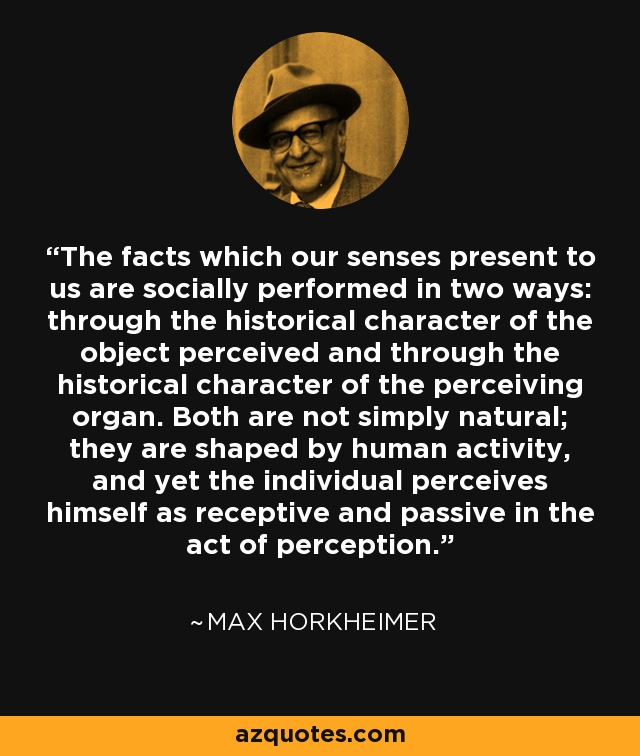 “The facts which our senses present to
us are socially performed in two ways:
through the historical character of the
object perceived and through the
historical character of the perceiving
organ. Both are not simply natural;
they are shaped by human activity,
and yet the individual perceives
himself as receptive and passive in the
act of perception.”
~ MAX HORKHEIMER
azquotes.com